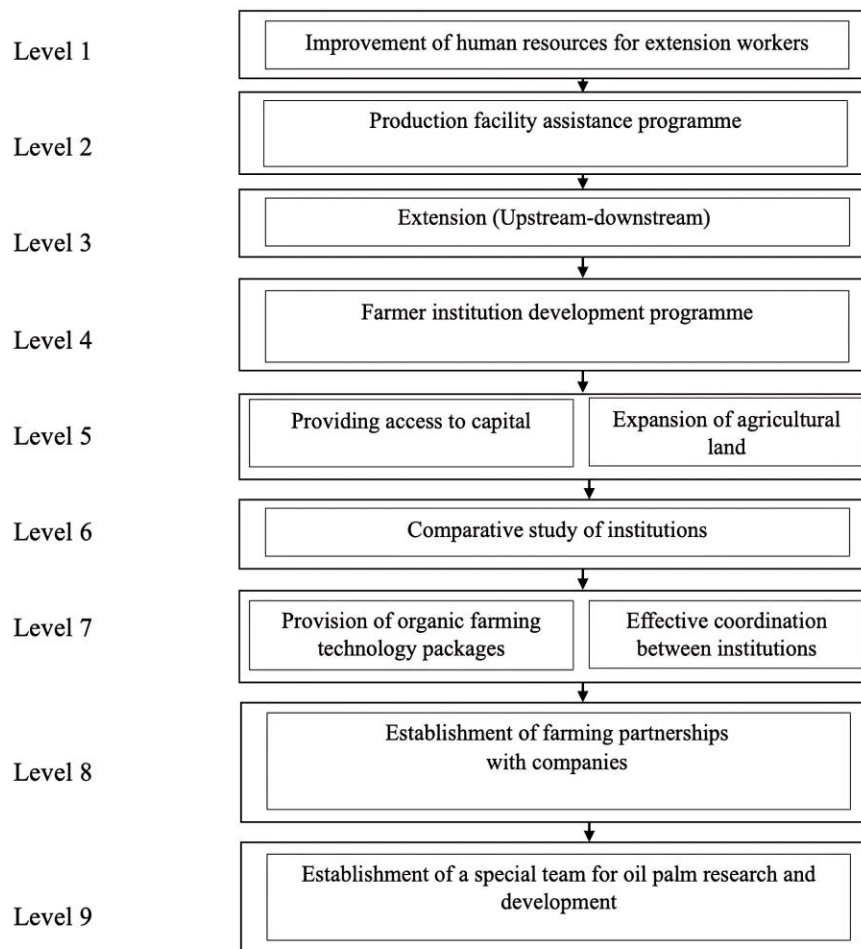 Level 1
Improvement of human resources for extension workers
Level 2
Production facility assistance programme
Level 3
Extension (Upstream-downstream)
Level 4
Farmer institution development programme
Level 5
Providing access to capital
Expansion of agricultural
land
Level 6
Comparative study of institutions
Level 7
Provision of organic farming
technology packages
Effective coordination
between institutions
Level 8
Establishment of farming partnerships
with companies
Level 9
Establishment of a special team for oil palm research and
development